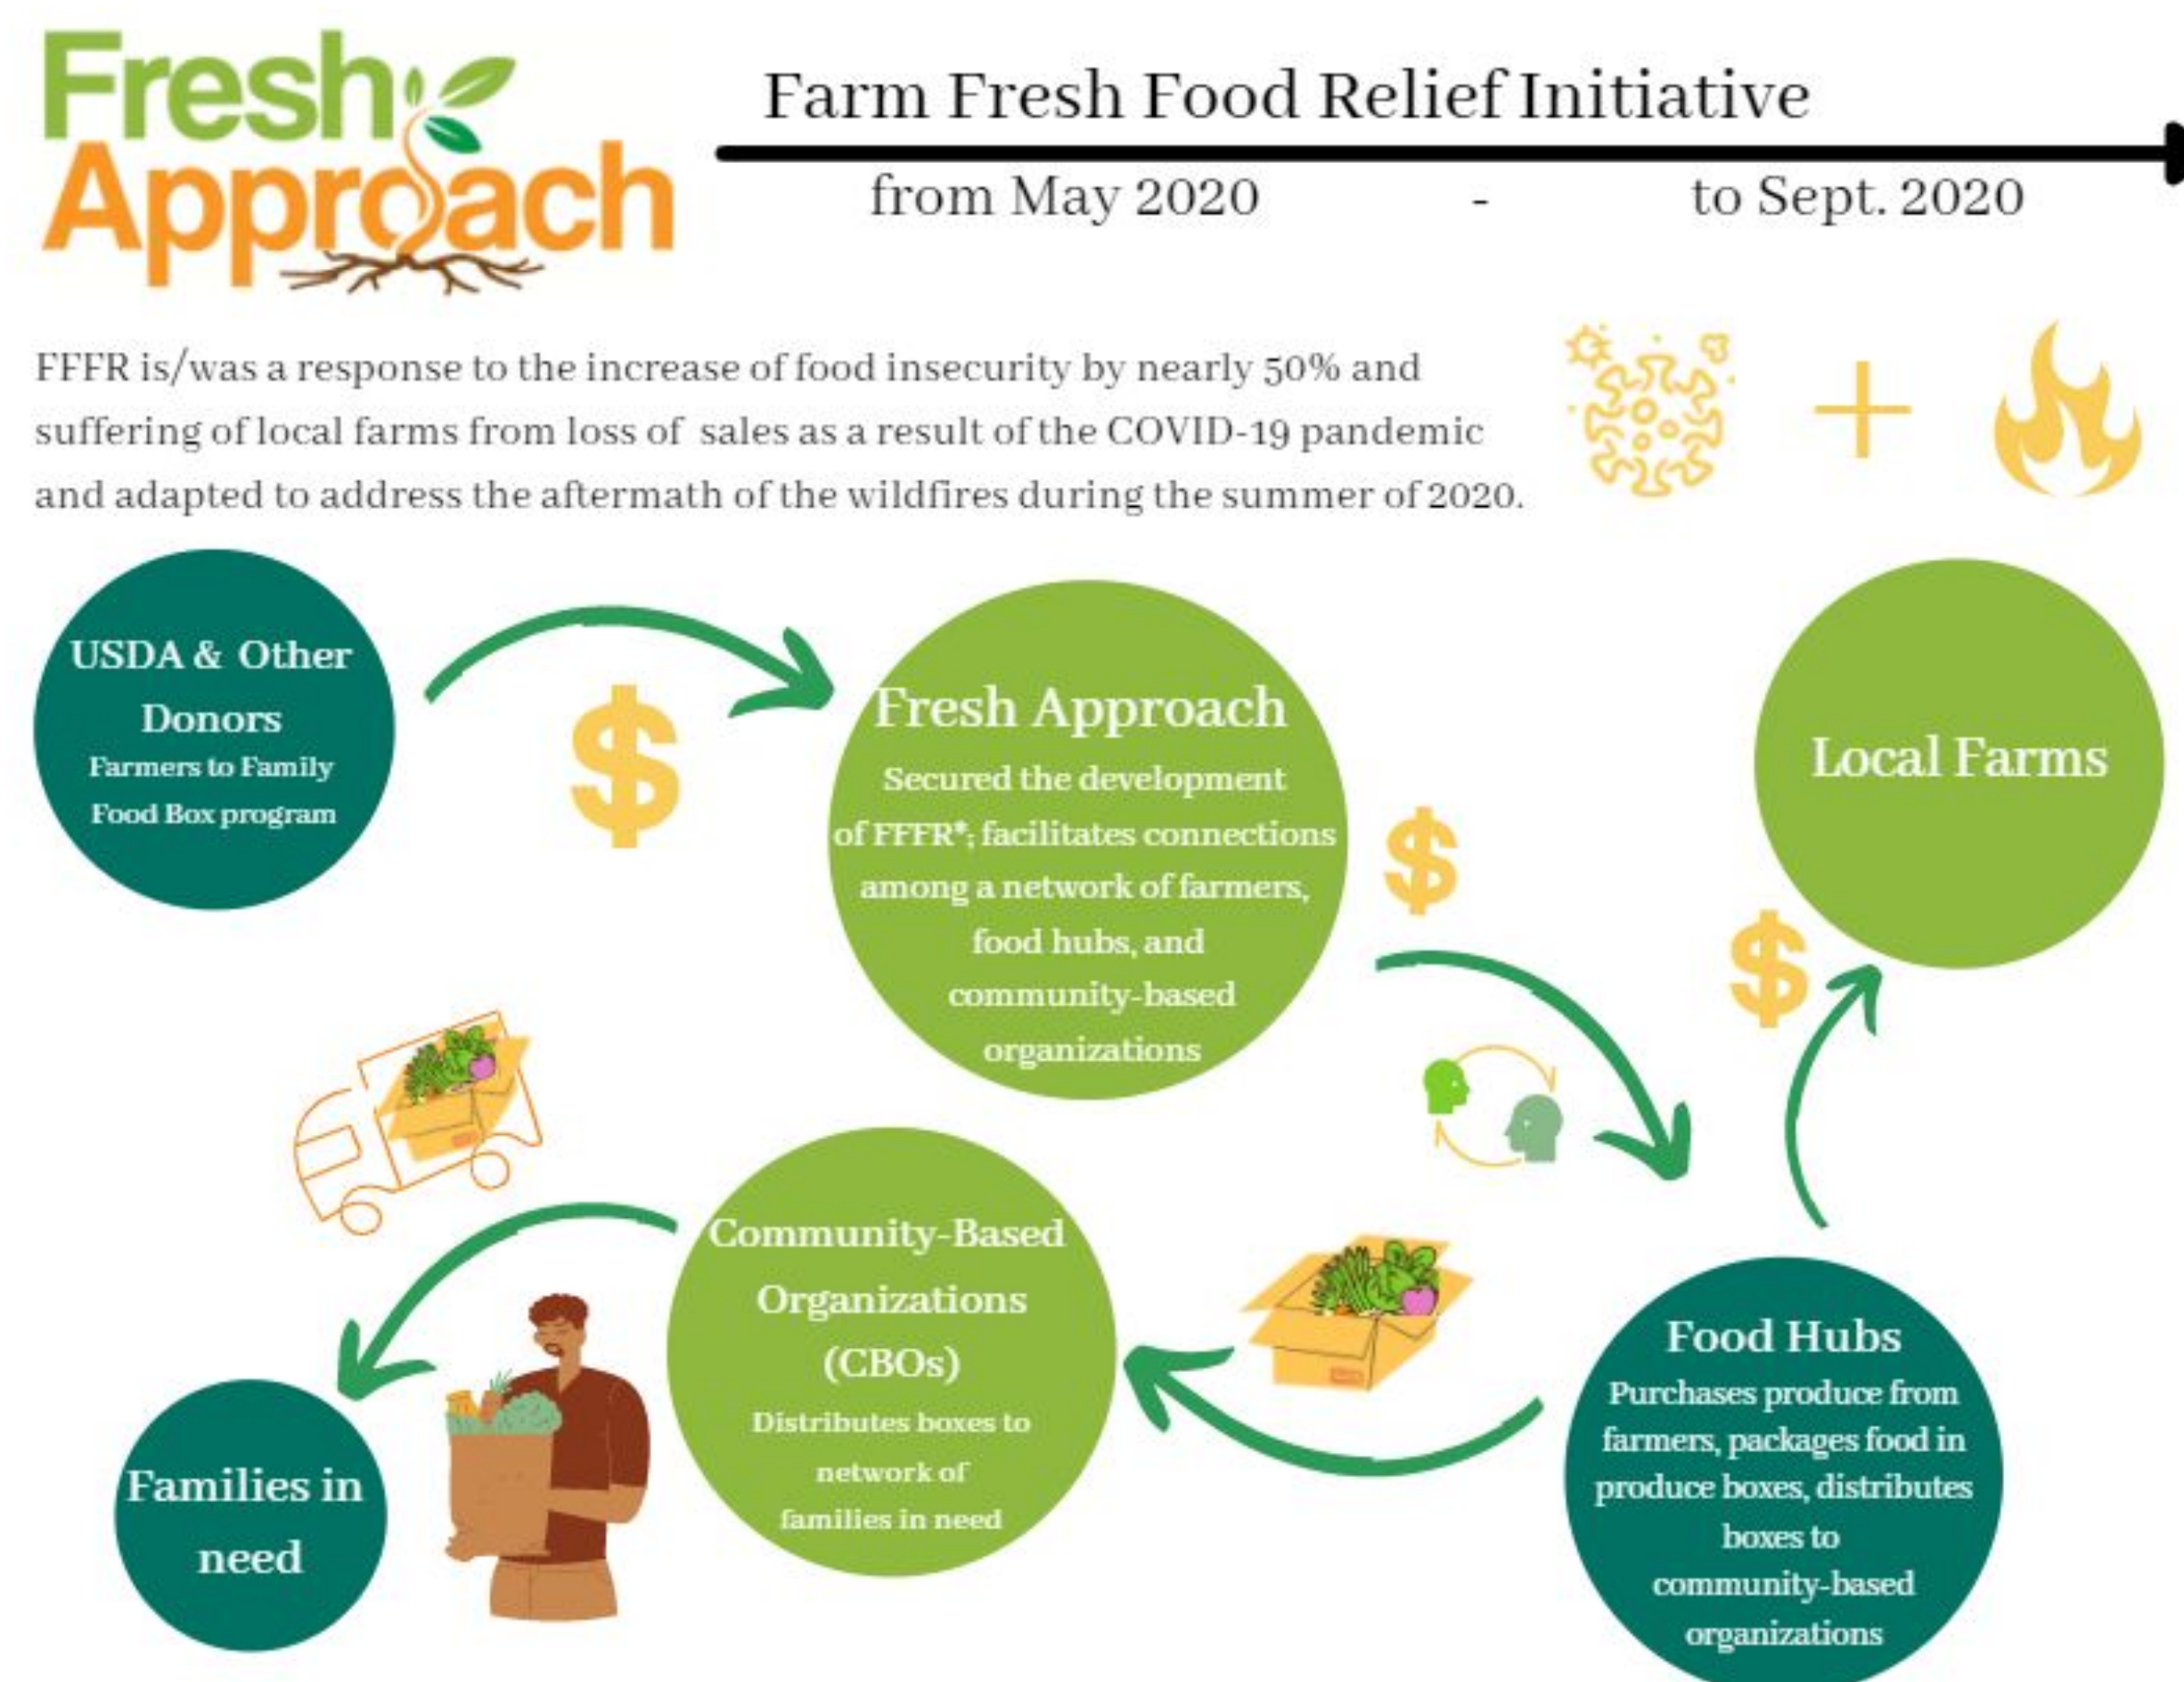 Fresh
Approach
Farm Fresh Food Relief Initiative
from May 2020 - to Sept. 2020
FFFR is/was a response to the increase of food insecurity by nearly 50% and
suffering of local farms from loss of sales as a result of the COVID-19 pandemic
and adapted to address the aftermath of the wildfires during the summer of 2020.
USDA & Other
Donors
Farmers to Family
Food Box program
$
Fresh Approach
Secured the development
of FFFR*; facilitates connections
among a network of farmers,
food hubs, and
community-based
organizations
$
Local Farms
$
Food Hubs
Purchases produce from
farmers, packages food in
produce boxes, distributes
boxes to
community-based
organizations
Community-Based
Organizations
(CBOs)
Distributes boxes to
network of
families in need
Families in
need